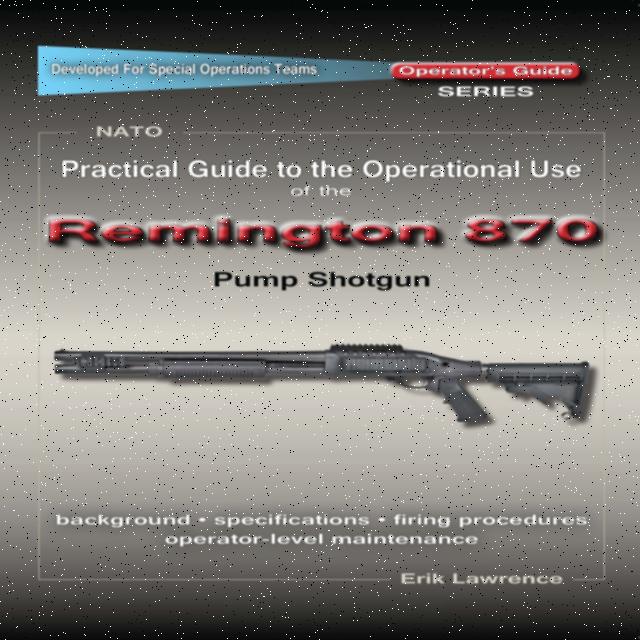 Developed For Special Operations Teams
Operator's Guide
SERIES
NATO
Practical Guide to the Operational Use
of the
Remington 870
Pump Shotgun
background • specifications • firing procedures
operator-level maintenance
Erik Lawrence